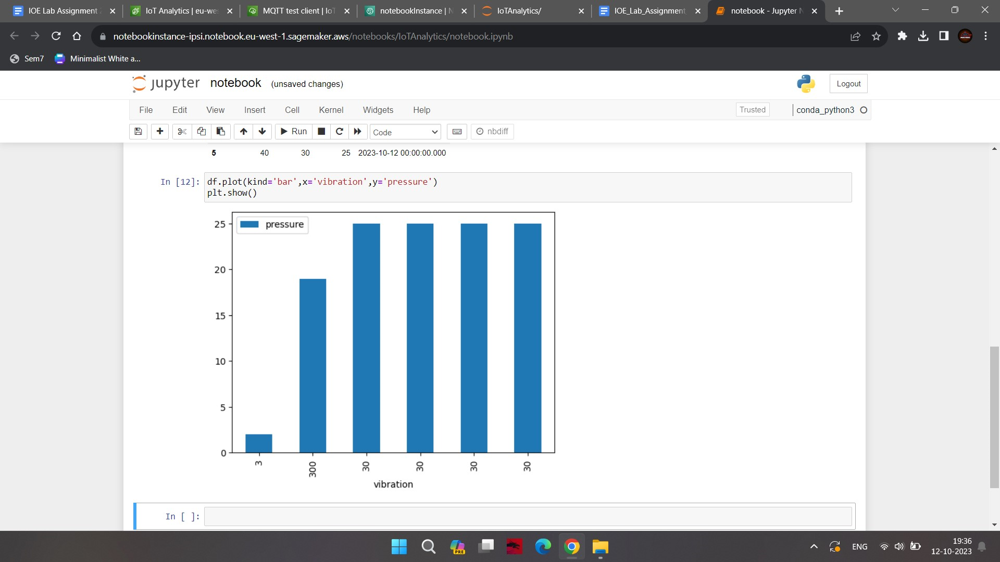 IOE Lab Assignment
IoT Analytics | eu-wes
MQTT test client | IoT
notebookInstance | N
IoTAnalytics/
IOE_Lab_Assignment
notebook - Jupyter N
notebookinstance-ipsi.notebook.eu-west-1.sagemaker.aws/notebooks/IoTAnalytics/notebook.ipynb
Sem7
Minimalist White a...
jupyter notebook (unsaved changes)
Logout
File Edit View Insert Cell Kernel Widgets Help
Trusted
conda_python3
Run
Code
nbdiff
5 40 30 25 2023-10-12 00:00:00.000
In [12]: df.plot(kind='bar',x='vibration',y='pressure')
plt.show()
pressure
25
20
15
10
5
0
3 300 30 30 30 30
vibration
In [ ]:
PRE
ENG
19:36
12-10-2023